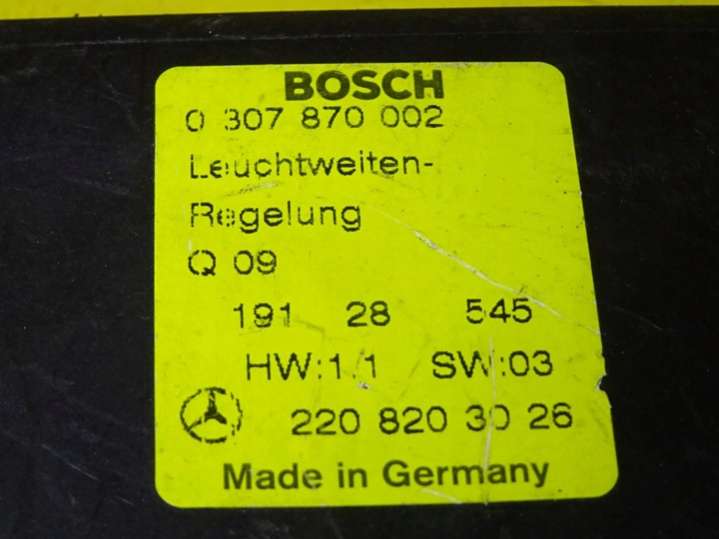 BOSCH
0 307 870 002
Leuchtweiten-
Regelung
Q 09
191 28 545
HW:1/1 SW:03
220 820 30 26
Made in Germany